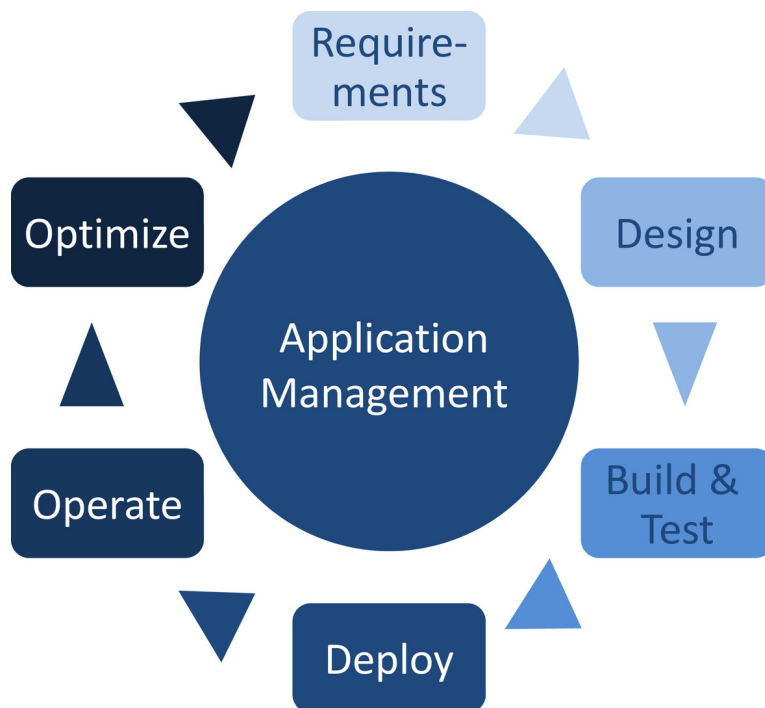 Require-
ments
Design
Build &
Test
Deploy
Operate
Optimize
Application
Management